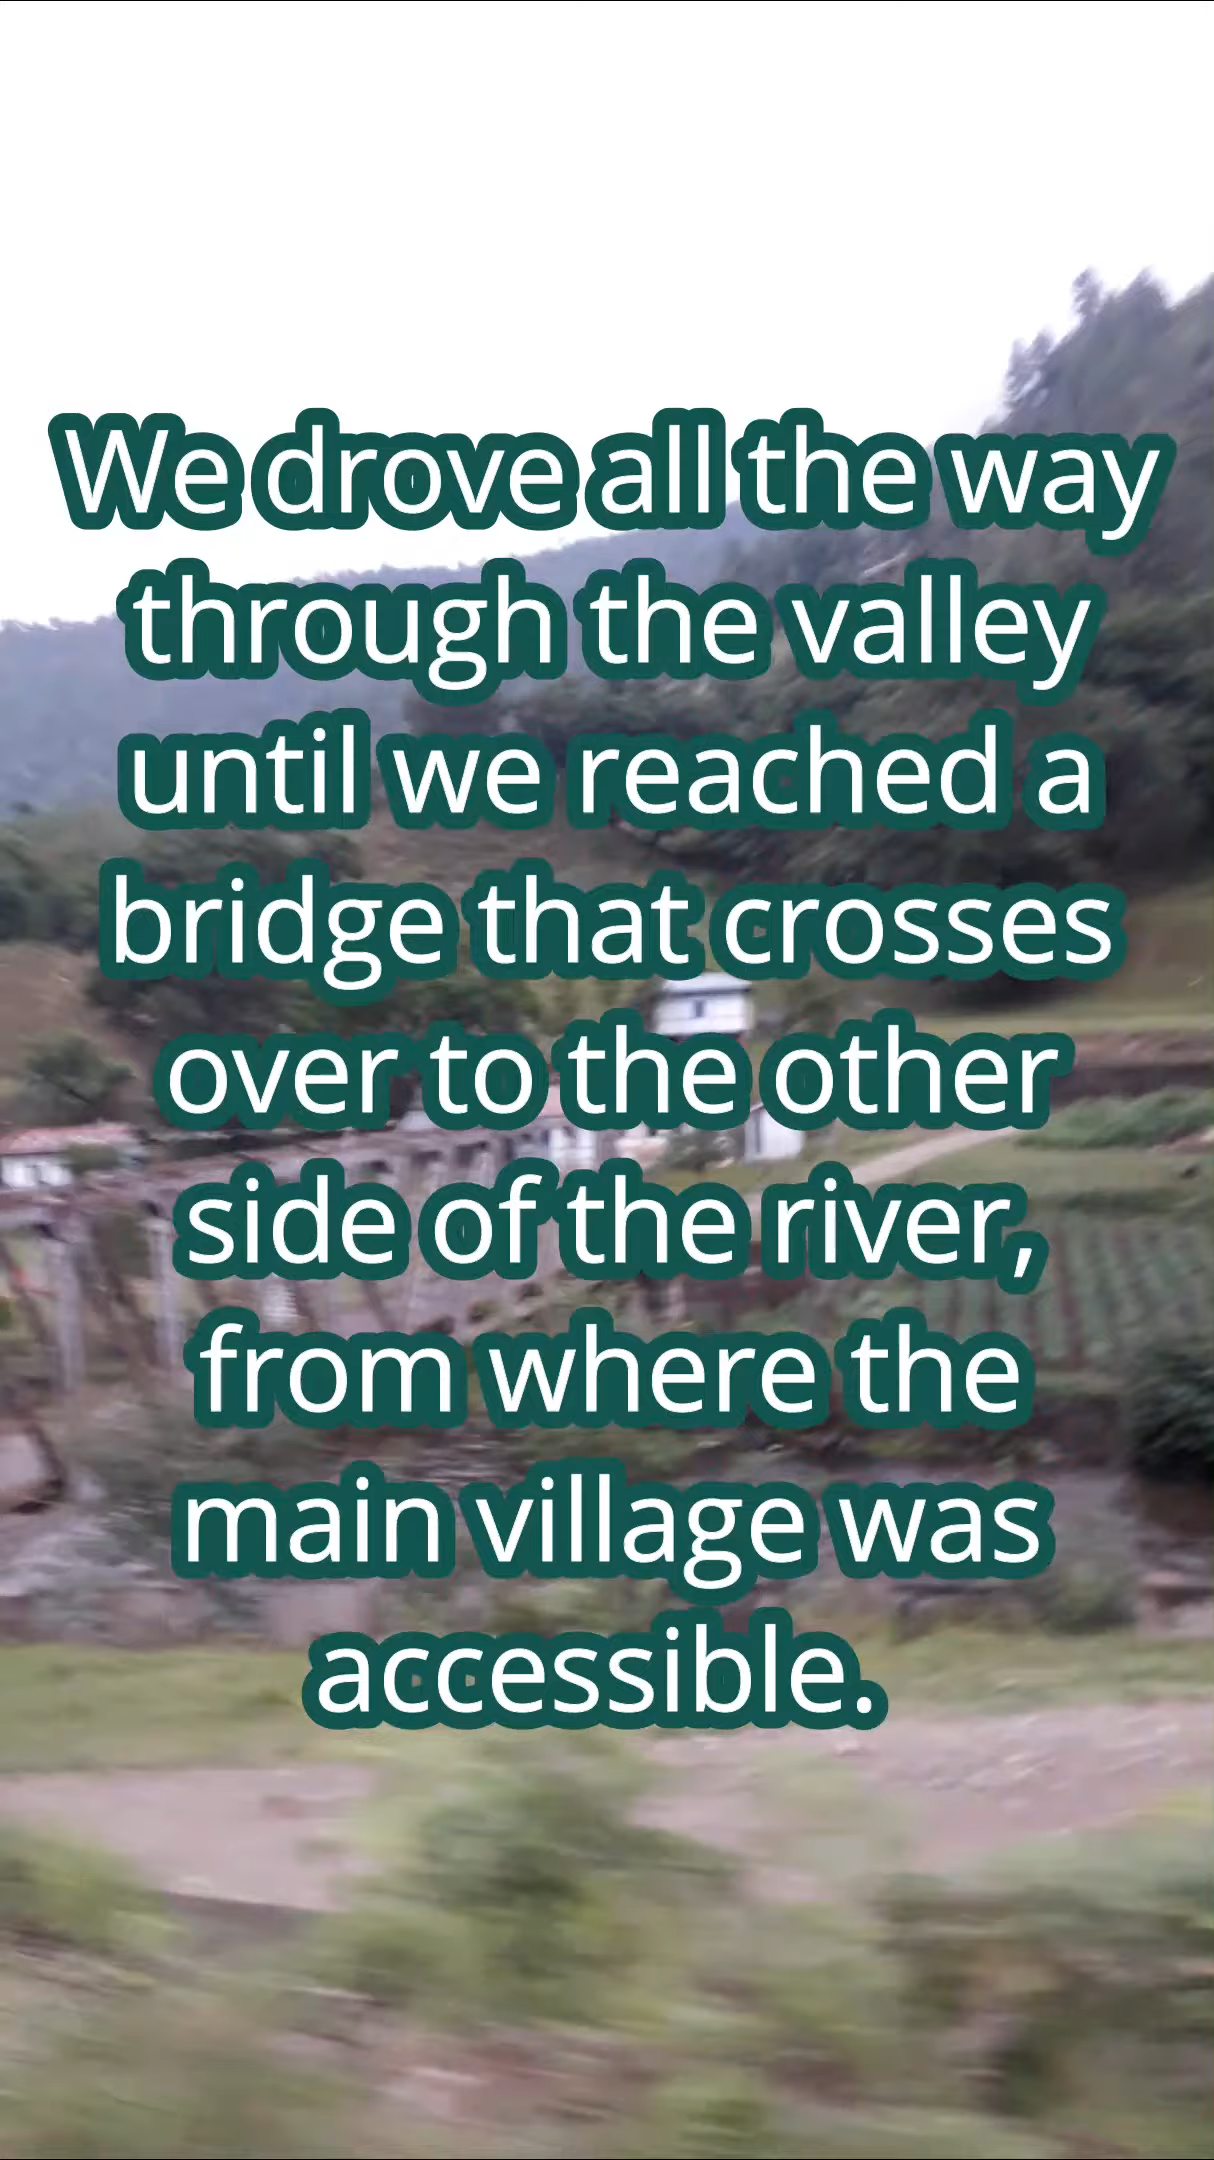 We drove all the way
through the valley
until we reached a
bridge that crosses
over to the other
side of the river,
from where the
main village was
accessible.